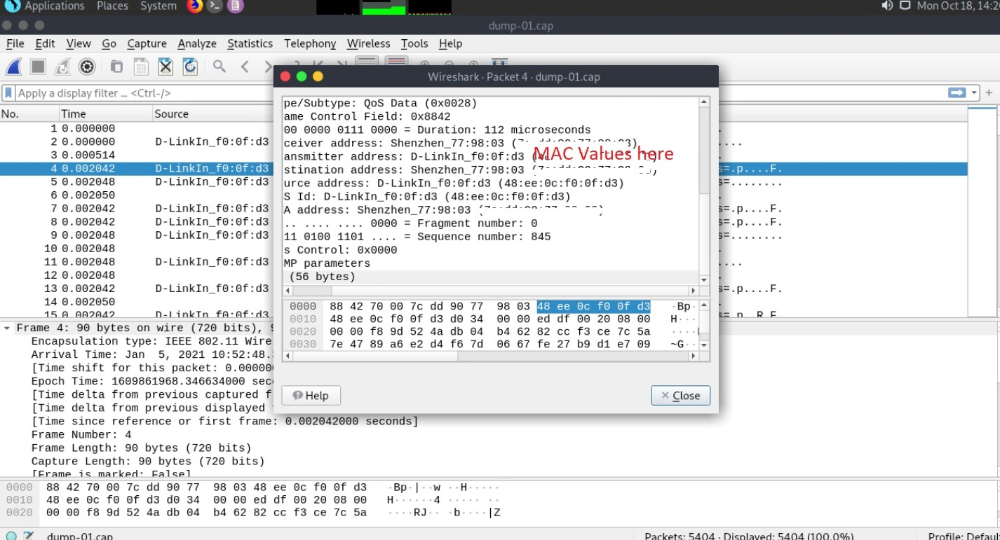 Applications Places System Mon Oct 18, 14:2
dump-01.cap
File Edit View Go Capture Analyze Statistics Telephony Wireless Tools Help
Apply a display filter … <Ctrl-/>
No. Time Source
1 0.000000
2 0.000000 D-LinkIn_f0:0f:d3
3 0.000514
4 0.002042 D-LinkIn_f0:0f:d3 s=.p....F.
5 0.002048 D-LinkIn_f0:0f:d3 s=........
6 0.002050
7 0.002042 D-LinkIn_f0:0f:d3 s=.p....F.
8 0.002042 D-LinkIn_f0:0f:d3 s=.p....F.
9 0.002048 D-LinkIn_f0:0f:d3 s=........
10 0.002048
11 0.002048 D-LinkIn_f0:0f:d3
12 0.002048
13 0.002042 D-LinkIn_f0:0f:d3 s=.p....F.
14 0.002050
15 0.002042 D-LinkIn_f0:0f:d3
Wireshark · Packet 4 · dump-01.cap
pe/Subtype: QoS Data (0x0028)
ame Control Field: 0x8842
00 0000 0111 0000 = Duration: 112 microseconds
ceiver address: Shenzhen_77:98:03
ansmitter address: D-LinkIn_f0:0f:d3
MAC Values here
stination address: Shenzhen_77:98:03
urce address: D-LinkIn_f0:0f:d3 (48:ee:0c:f0:0f:d3)
S Id: D-LinkIn_f0:0f:d3 (48:ee:0c:f0:0f:d3)
A address: Shenzhen_77:98:03
.. .... .... 0000 = Fragment number: 0
11 0100 1101 .... = Sequence number: 845
s Control: 0x0000
MP parameters
(56 bytes)
0000 88 42 70 00 7c dd 90 77 98 03 48 ee 0c f0 0f d3 ·Bp·
0010 48 ee 0c f0 0f d3 d0 34 00 00 ed df 00 20 08 00 H···
0020 00 00 f8 9d 52 4a db 04 b4 62 82 cc f3 ce 7c 5a ····
0030 7e 47 89 a6 e2 d4 f6 7d 06 67 fe 27 b9 d1 e7 09 ~G··
Help Close
Frame 4: 90 bytes on wire (720 bits), 9
Encapsulation type: IEEE 802.11 Wire
Arrival Time: Jan 5, 2021 10:52:48.
[Time shift for this packet: 0.00000
Epoch Time: 1609861968.346634000 sec
[Time delta from previous captured f
[Time delta from previous displayed
[Time since reference or first frame: 0.002042000 seconds]
Frame Number: 4
Frame Length: 90 bytes (720 bits)
Capture Length: 90 bytes (720 bits)
[Frame is marked: False]
0000 88 42 70 00 7c dd 90 77 98 03 48 ee 0c f0 0f d3 ·Bp·|··w ··H·····
0010 48 ee 0c f0 0f d3 d0 34 00 00 ed df 00 20 08 00 H······4 ····· ··
0020 00 00 f8 9d 52 4a db 04 b4 62 82 cc f3 ce 7c 5a ····RJ·· ·b····|Z
dump-01.cap Packets: 5404 · Displayed: 5404 (100.0%) Profile: Defaul